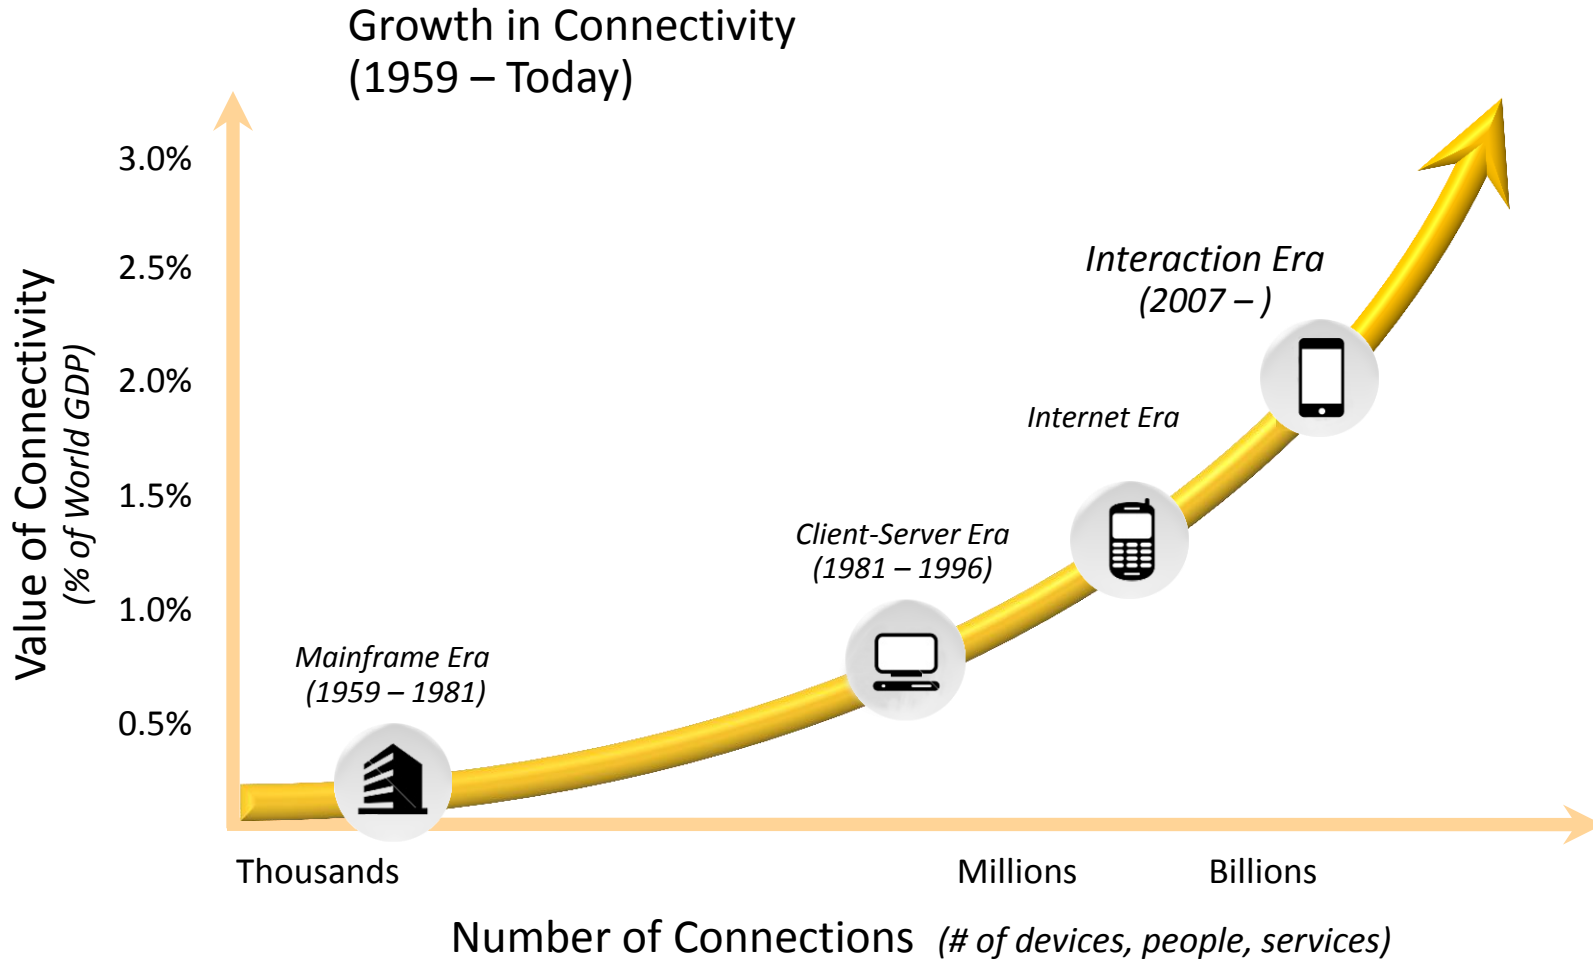 Growth in Connectivity
(1959 – Today)
3.0%
2.5%
2.0%
1.5%
1.0%
0.5%
Value of Connectivity
(% of World GDP)
Interaction Era
(2007 – )
Internet Era
Client-Server Era
(1981 – 1996)
Mainframe Era
(1959 – 1981)
Thousands
Millions
Billions
Number of Connections (# of devices, people, services)